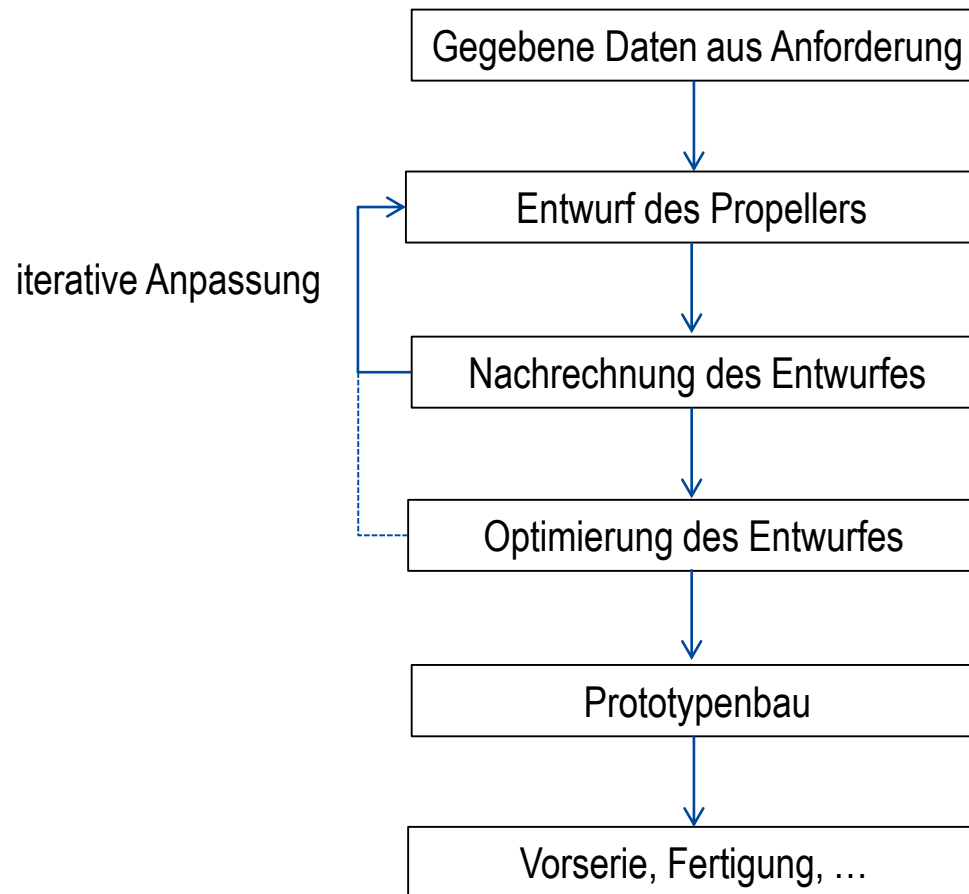 Gegebene Daten aus Anforderung
Entwurf des Propellers
iterative Anpassung
Nachrechnung des Entwurfes
Optimierung des Entwurfes
Prototypenbau
Vorserie, Fertigung, …